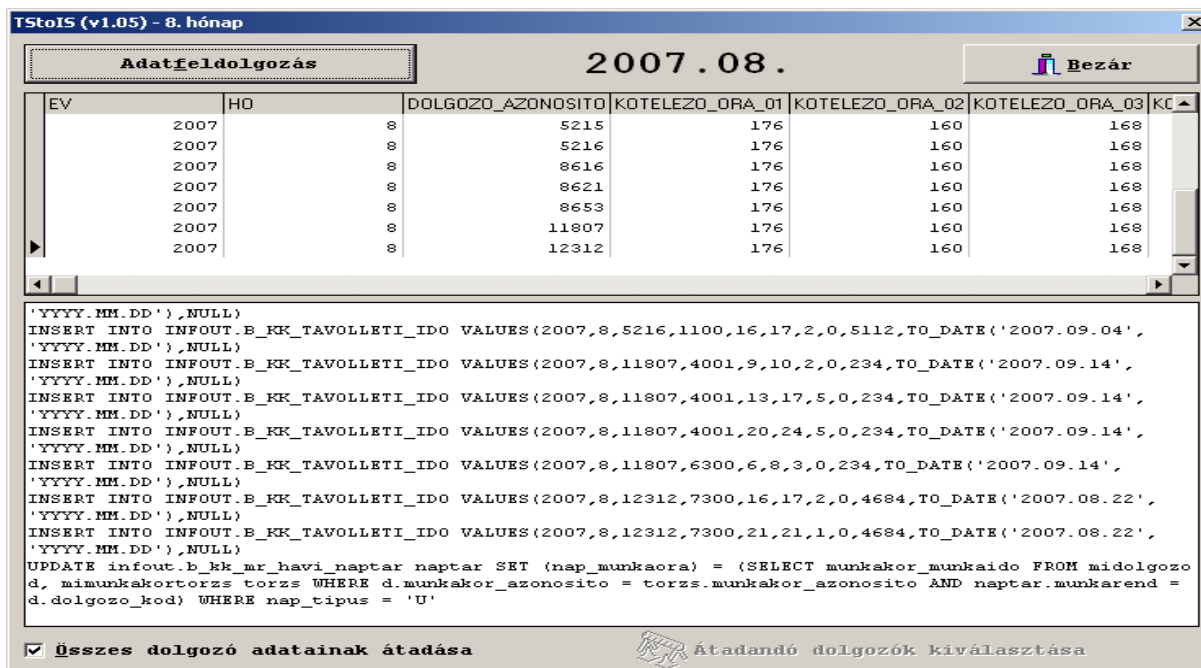 TStoIS (v1.05) - 8. hónap
Adatfeldolgozás
2007.08.
Bezár
EV HO DOLGOZO_AZONOSITO KOTELEZO_ORA_01 KOTELEZO_ORA_02 KOTELEZO_ORA_03
2007 8 5215 176 160 168
2007 8 5216 176 160 168
2007 8 8616 176 160 168
2007 8 8621 176 160 168
2007 8 8653 176 160 168
2007 8 11807 176 160 168
2007 8 12312 176 160 168
'YYYY.MM.DD'),NULL)
INSERT INTO INFOUT.B_KK_TAVOLLETI_IDO VALUES(2007,8,5216,1100,16,17,2,0,5112,TO_DATE('2007.09.04',
'YYYY.MM.DD'),NULL)
INSERT INTO INFOUT.B_KK_TAVOLLETI_IDO VALUES(2007,8,11807,4001,9,10,2,0,234,TO_DATE('2007.09.14',
'YYYY.MM.DD'),NULL)
INSERT INTO INFOUT.B_KK_TAVOLLETI_IDO VALUES(2007,8,11807,4001,13,17,5,0,234,TO_DATE('2007.09.14',
'YYYY.MM.DD'),NULL)
INSERT INTO INFOUT.B_KK_TAVOLLETI_IDO VALUES(2007,8,11807,4001,20,24,5,0,234,TO_DATE('2007.09.14',
'YYYY.MM.DD'),NULL)
INSERT INTO INFOUT.B_KK_TAVOLLETI_IDO VALUES(2007,8,11807,6300,6,8,3,0,234,TO_DATE('2007.09.14',
'YYYY.MM.DD'),NULL)
INSERT INTO INFOUT.B_KK_TAVOLLETI_IDO VALUES(2007,8,12312,7300,16,17,2,0,4684,TO_DATE('2007.08.22',
'YYYY.MM.DD'),NULL)
INSERT INTO INFOUT.B_KK_TAVOLLETI_IDO VALUES(2007,8,12312,7300,21,21,1,0,4684,TO_DATE('2007.08.22',
'YYYY.MM.DD'),NULL)
UPDATE infout.b_kk_mr_havi_naptar naptar SET (nap_munkaora) = (SELECT munkakor_munkaido FROM midolgozo
d, mimunkakortorzs torzs WHERE d.munkakor_azonosito = torzs.munkakor_azonosito AND naptar.munkarend =
d.dolgozo_kod) WHERE nap_tipus = 'U'
Összes dolgozó adatainak átadása
Átadandó dolgozók kiválasztása